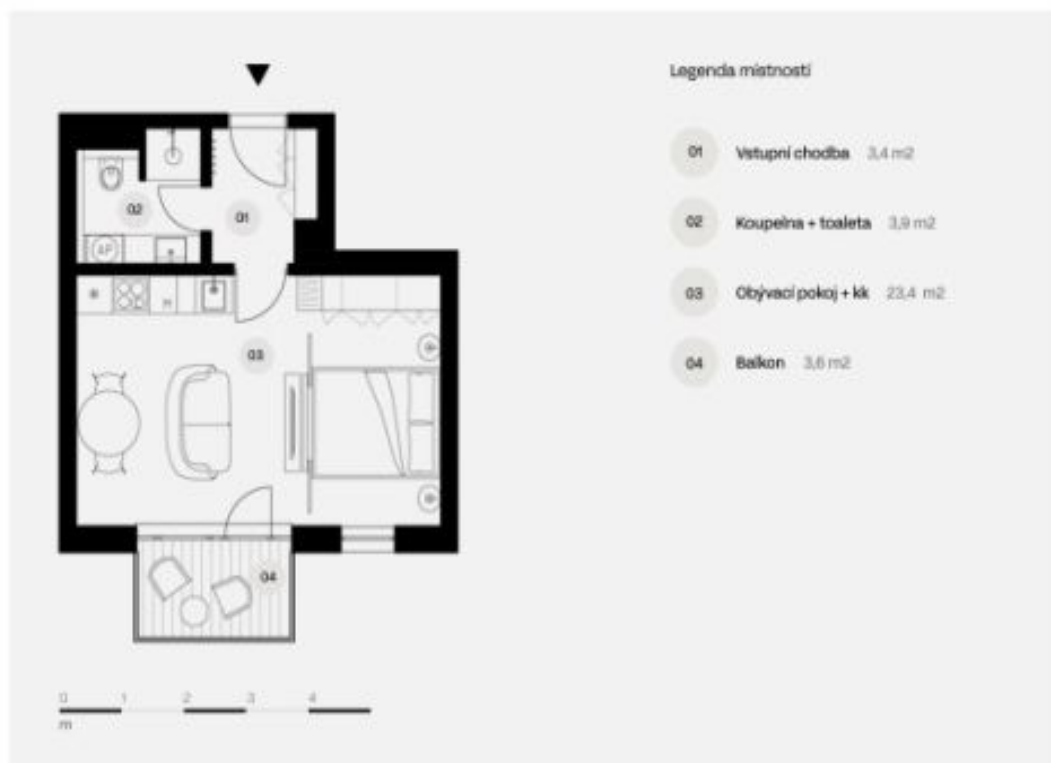 Legenda místností
01 Vstupní chodba 3,4 m2
02 Koupelna + toaleta 3,9 m2
03 Obývací pokoj + kk 23,4 m2
04 Balkon 3,6 m2
02
01
AP
M
03
04
0 1 2 3 4
m